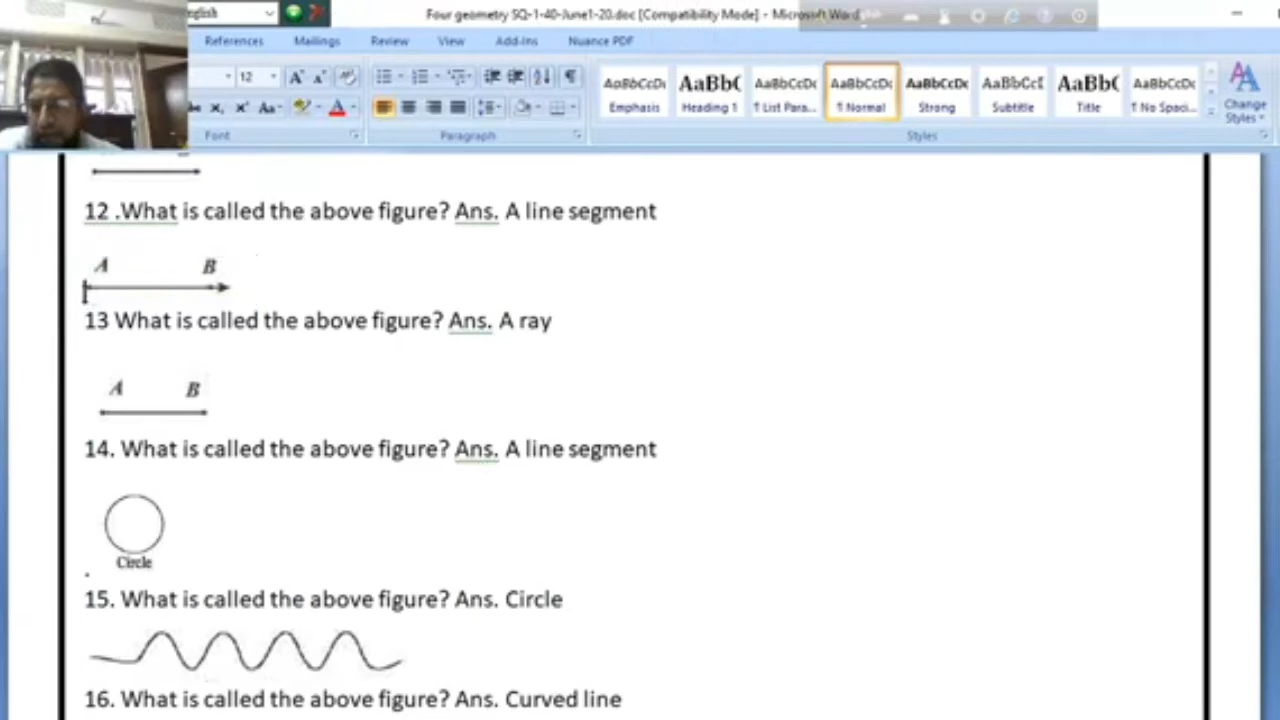 nglish
Four geometry SQ-1-40-June1-20.doc [Compatibility Mode] - Microsoft Word
References Mailings Review View Add-Ins Nuance PDF
12
AaBbCcDc AaBb( AaBbCcDc AaBbCcDc AaBbCcDc AaBbCcI AaBb( AaBbCcDc
Emphasis Heading 1 ¶ List Para... ¶ Normal Strong Subtitle Title ¶ No Spaci... Change Styles
Font Paragraph Styles
12 .What is called the above figure? Ans. A line segment
A B
13 What is called the above figure? Ans. A ray
A B
14. What is called the above figure? Ans. A line segment
Circle
.
15. What is called the above figure? Ans. Circle
16. What is called the above figure? Ans. Curved line